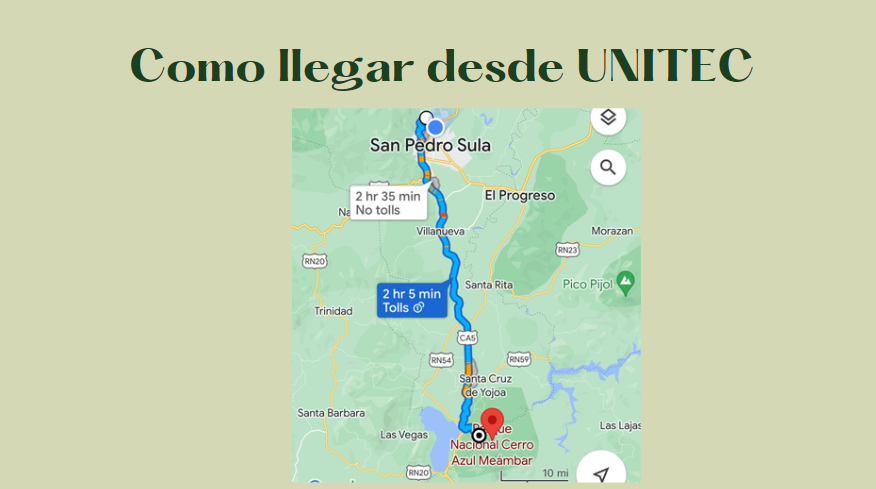 Como llegar desde UNITEC
San Pedro Sula
2 hr 35 min
No tolls
El Progreso
Villanueva
Morazan
RN23
RN20
2 hr 5 min
Tolls
Santa Rita
Pico Pijol
Trinidad
CA5
RN54
RN59
Santa Cruz
de Yojoa
Santa Barbara
Las Vegas
Las Lajas
Nacional Cerro
Azul Meámbar
RN20
10 mi